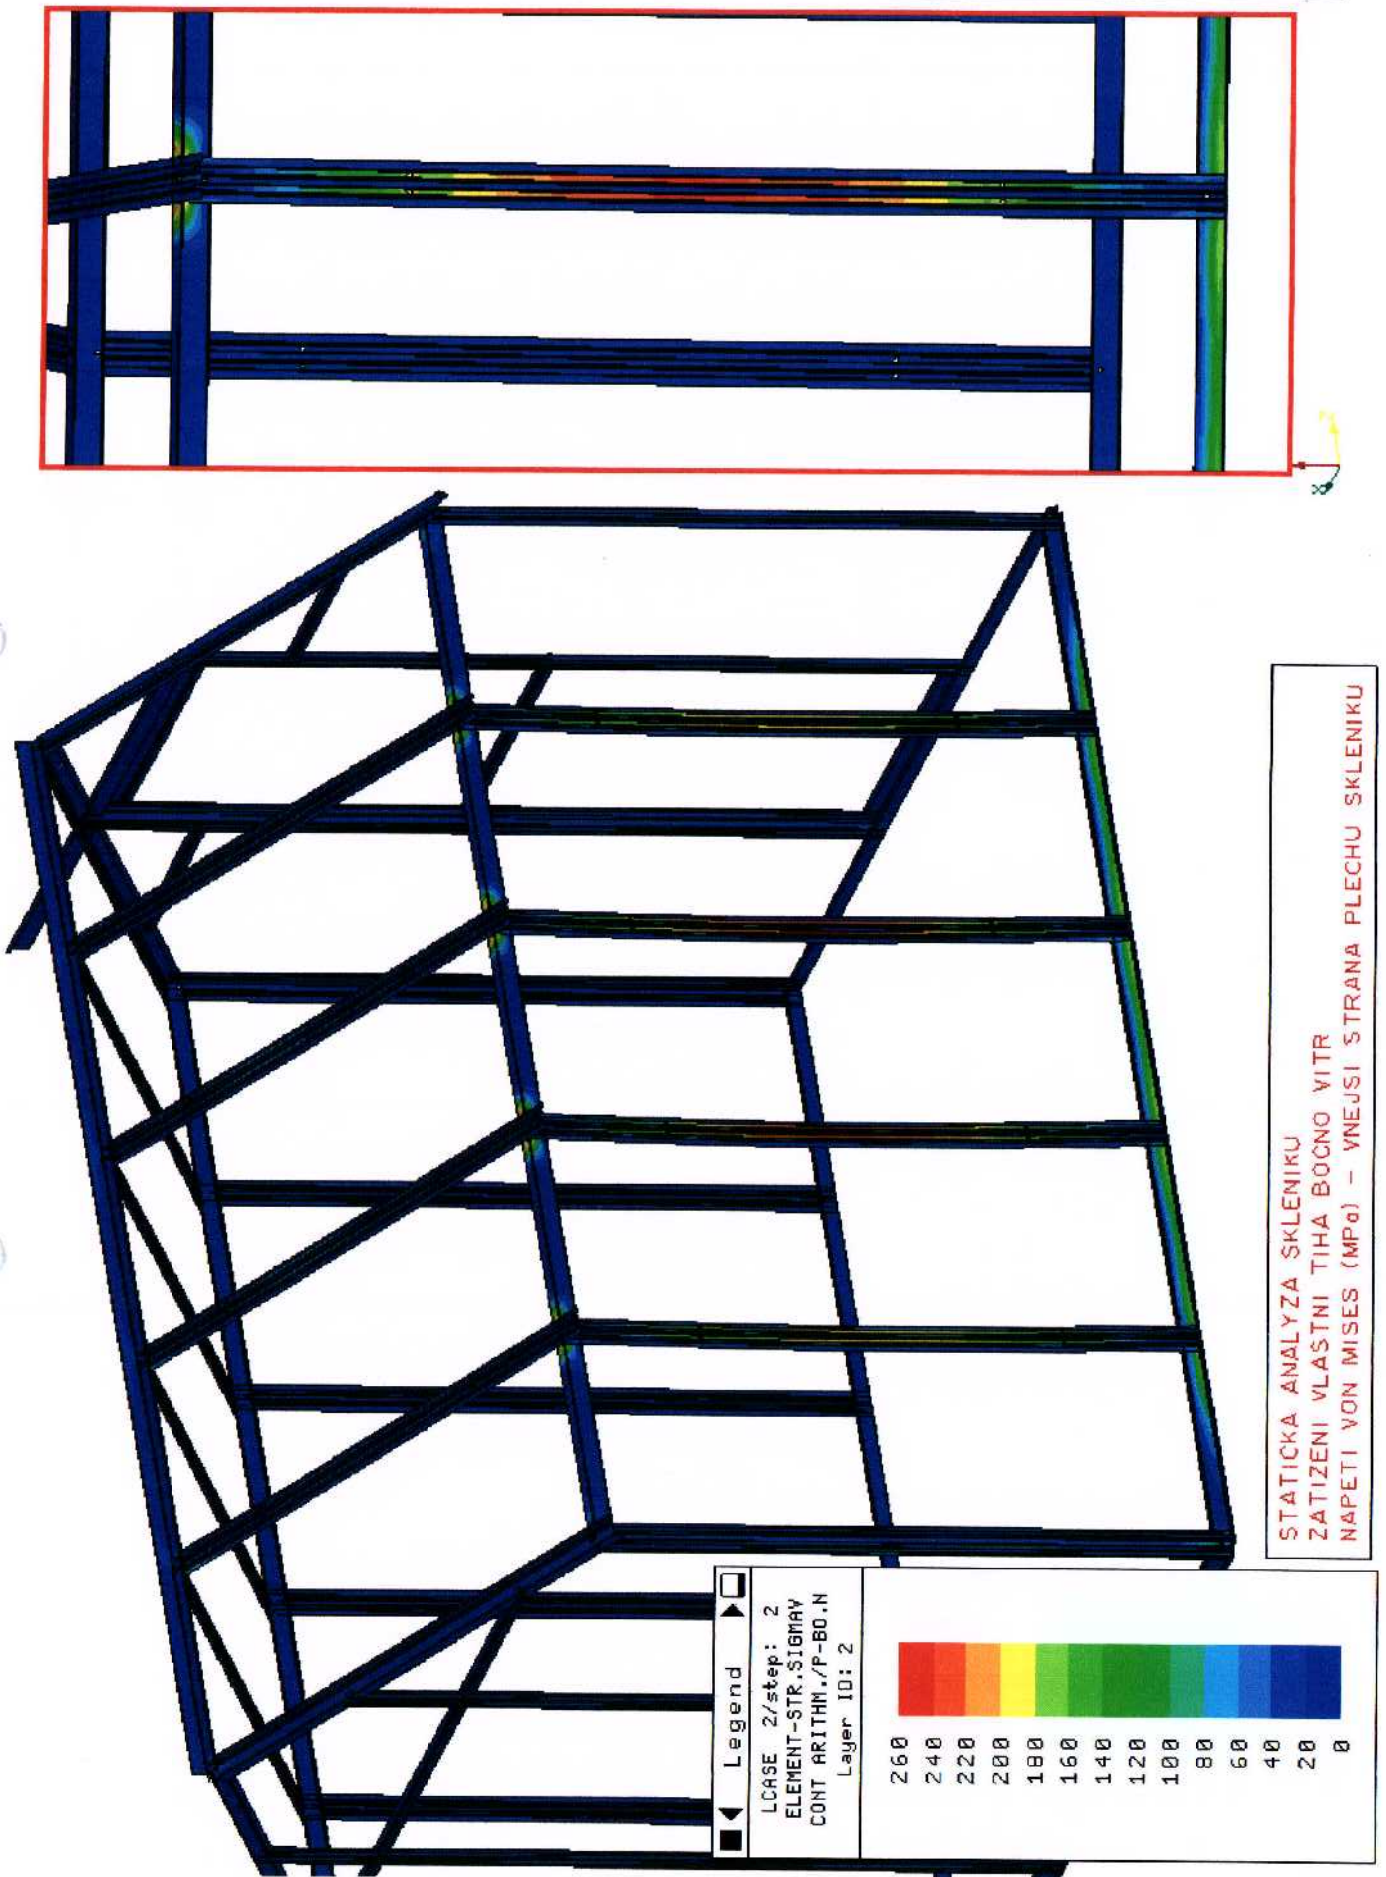 STATICKA ANALYZA SKLENIKU
ZATIZENI VLASTNI TIHA BOCNO VITR
NAPETI VON MISES (MPa) - VNEJSI STRANA PLECHU SKLENIKU
Legend
LCASE 2/step: 2
ELEMENT-STR.SIGMAV
CONT ARITHM./P-BO.N
Layer ID: 2
260
240
220
200
180
160
140
120
100
80
60
40
20
0
X
Z